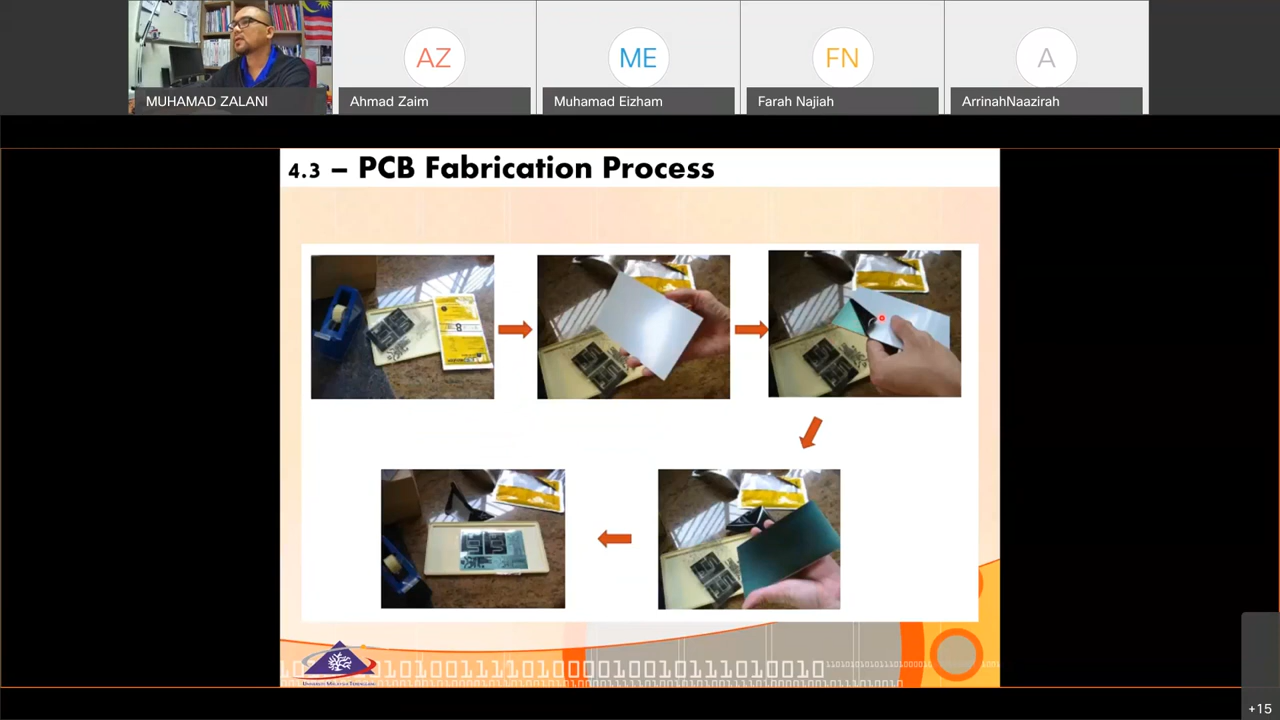 AZ
ME
FN
A
MUHAMAD ZALANI
Ahmad Zaim
Muhamad Eizham
Farah Najiah
ArrinahNaazirah
4.3 – PCB Fabrication Process
+15